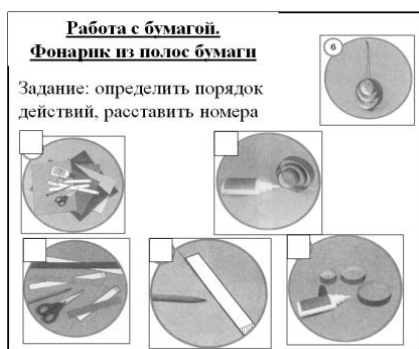 Работа с бумагой.
Фонарик из полос бумаги
6
Задание: определить порядок
действий, расставить номера